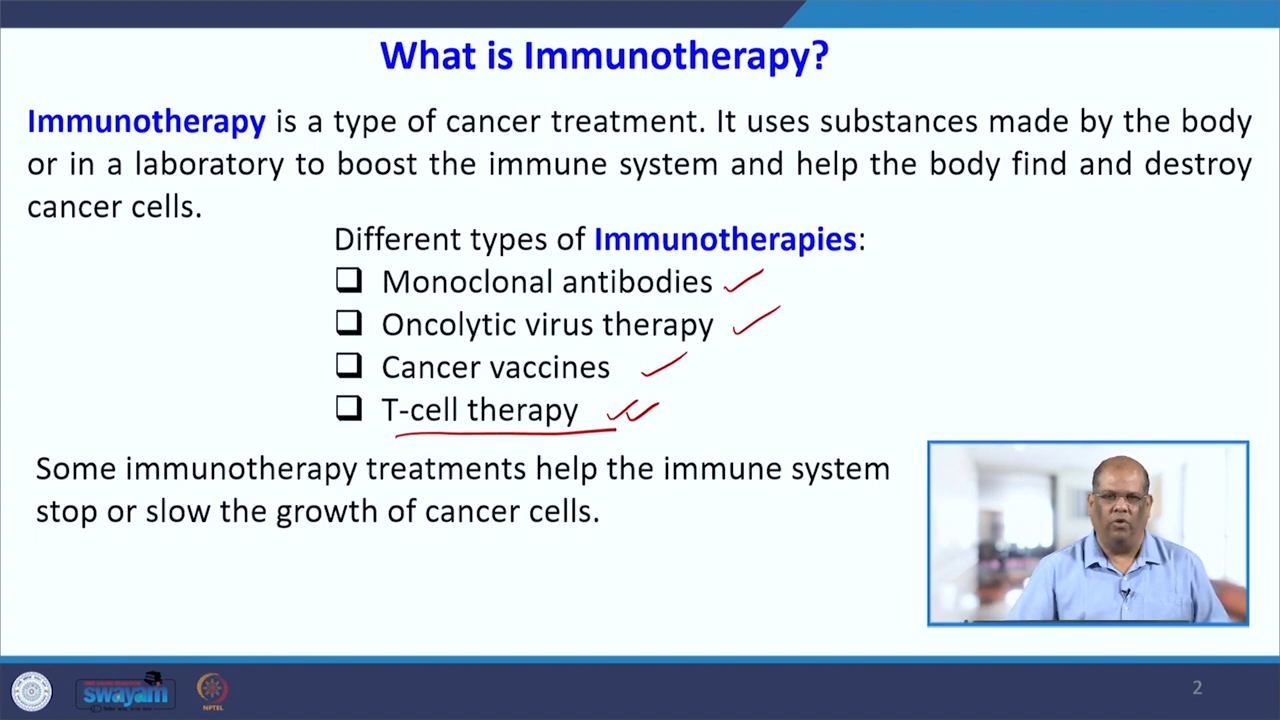 What is Immunotherapy?
Immunotherapy is a type of cancer treatment. It uses substances made by the body
or in a laboratory to boost the immune system and help the body find and destroy
cancer cells.
Different types of Immunotherapies:
Monoclonal antibodies
Oncolytic virus therapy
Cancer vaccines
T-cell therapy
Some immunotherapy treatments help the immune system
stop or slow the growth of cancer cells.
swayam
NPTEL
2